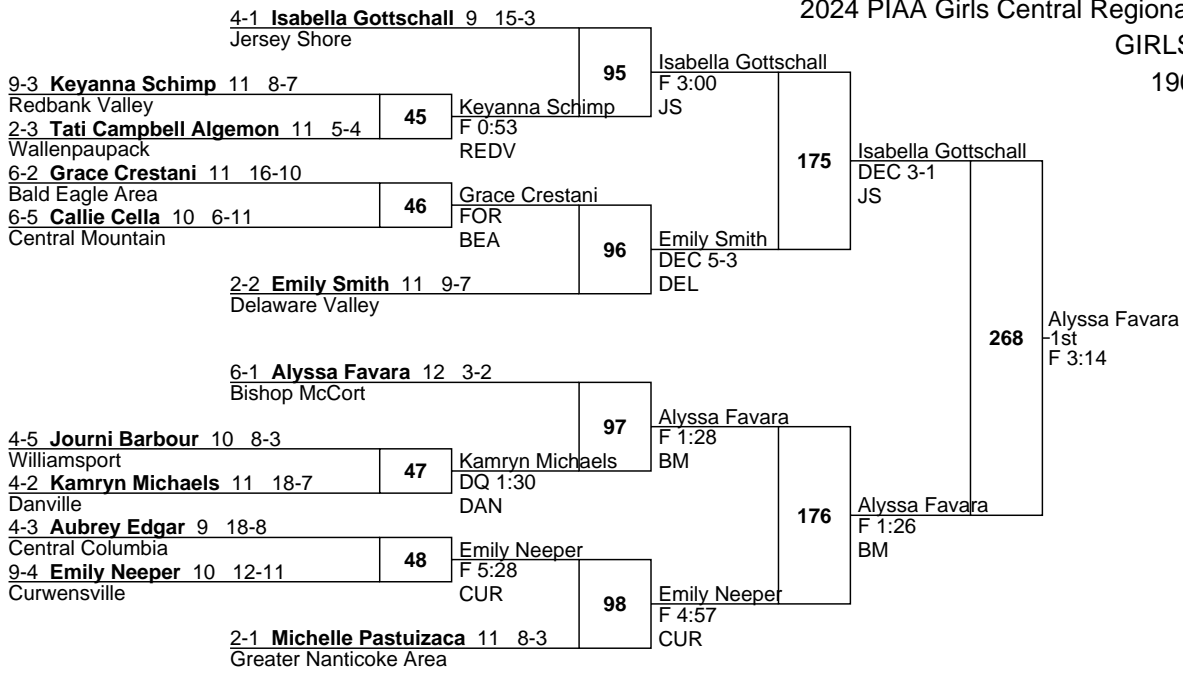 2024 PIAA Girls Central Regiona
GIRLS
190
4-1 Isabella Gottschall 9 15-3
Jersey Shore
9-3 Keyanna Schimp 11 8-7
Redbank Valley
2-3 Tati Campbell Algemon 11 5-4
Wallenpaupack
6-2 Grace Crestani 11 16-10
Bald Eagle Area
6-5 Callie Cella 10 6-11
Central Mountain
2-2 Emily Smith 11 9-7
Delaware Valley
6-1 Alyssa Favara 12 3-2
Bishop McCort
4-5 Journi Barbour 10 8-3
Williamsport
4-2 Kamryn Michaels 11 18-7
Danville
4-3 Aubrey Edgar 9 18-8
Central Columbia
9-4 Emily Neeper 10 12-11
Curwensville
2-1 Michelle Pastuizaca 11 8-3
Greater Nanticoke Area
45
Keyanna Schimp
F 0:53
REDV
46
Grace Crestani
FOR
BEA
47
Kamryn Michaels
DQ 1:30
DAN
48
Emily Neeper
F 5:28
CUR
95
Isabella Gottschall
F 3:00
JS
96
Emily Smith
DEC 5-3
DEL
97
Alyssa Favara
F 1:28
BM
98
Emily Neeper
F 4:57
CUR
175
Isabella Gottschall
DEC 3-1
JS
176
Alyssa Favara
F 1:26
BM
268
Alyssa Favara
1st
F 3:14